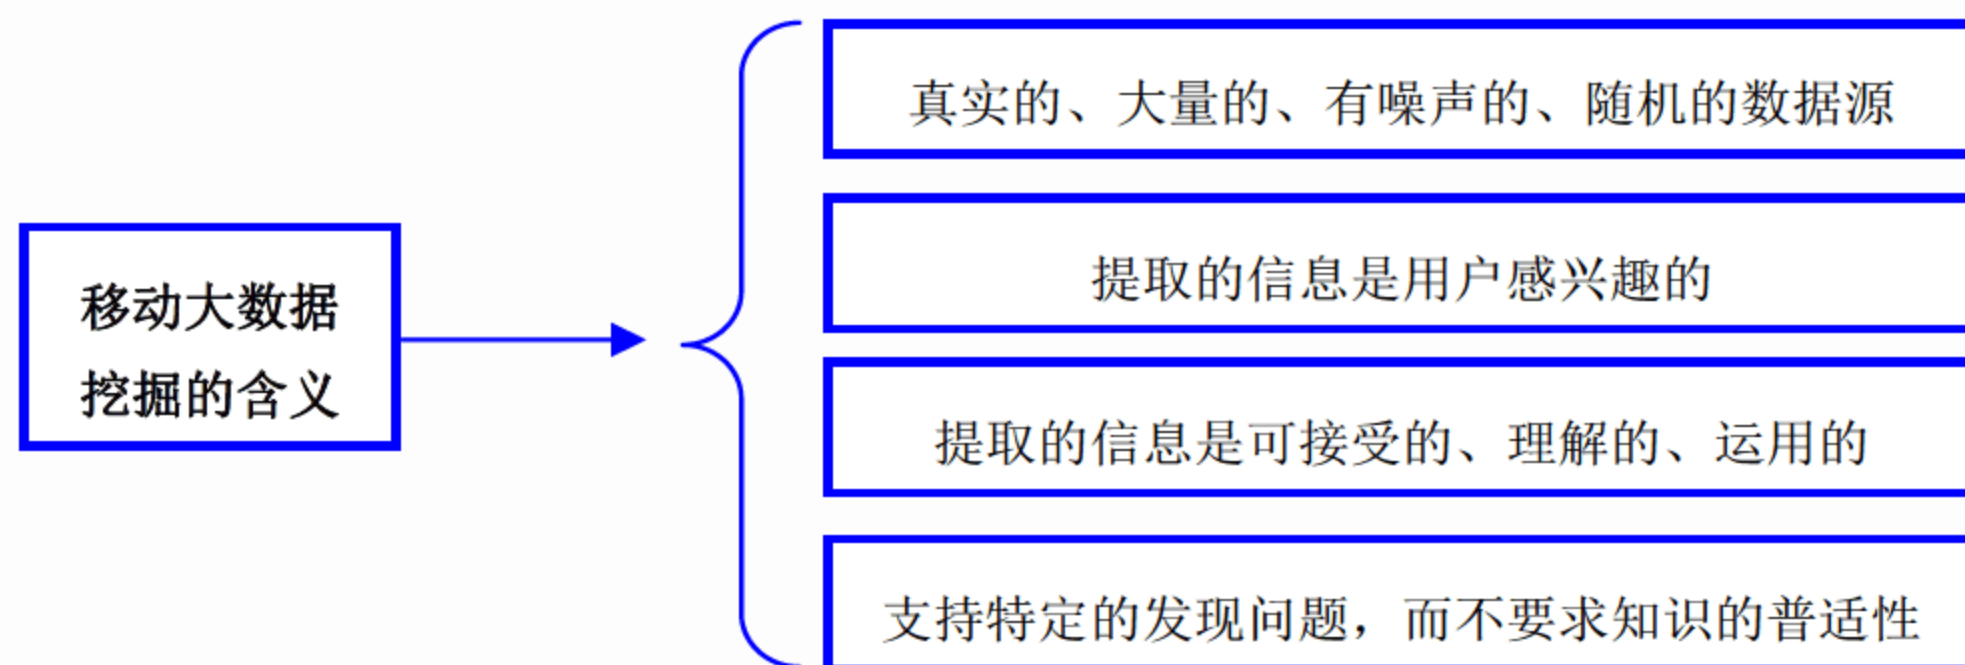 移动大数据
挖掘的含义
真实的、大量的、有噪声的、随机的数据源
提取的信息是用户感兴趣的
提取的信息是可接受的、理解的、运用的
支持特定的发现问题，而不要求知识的普适性